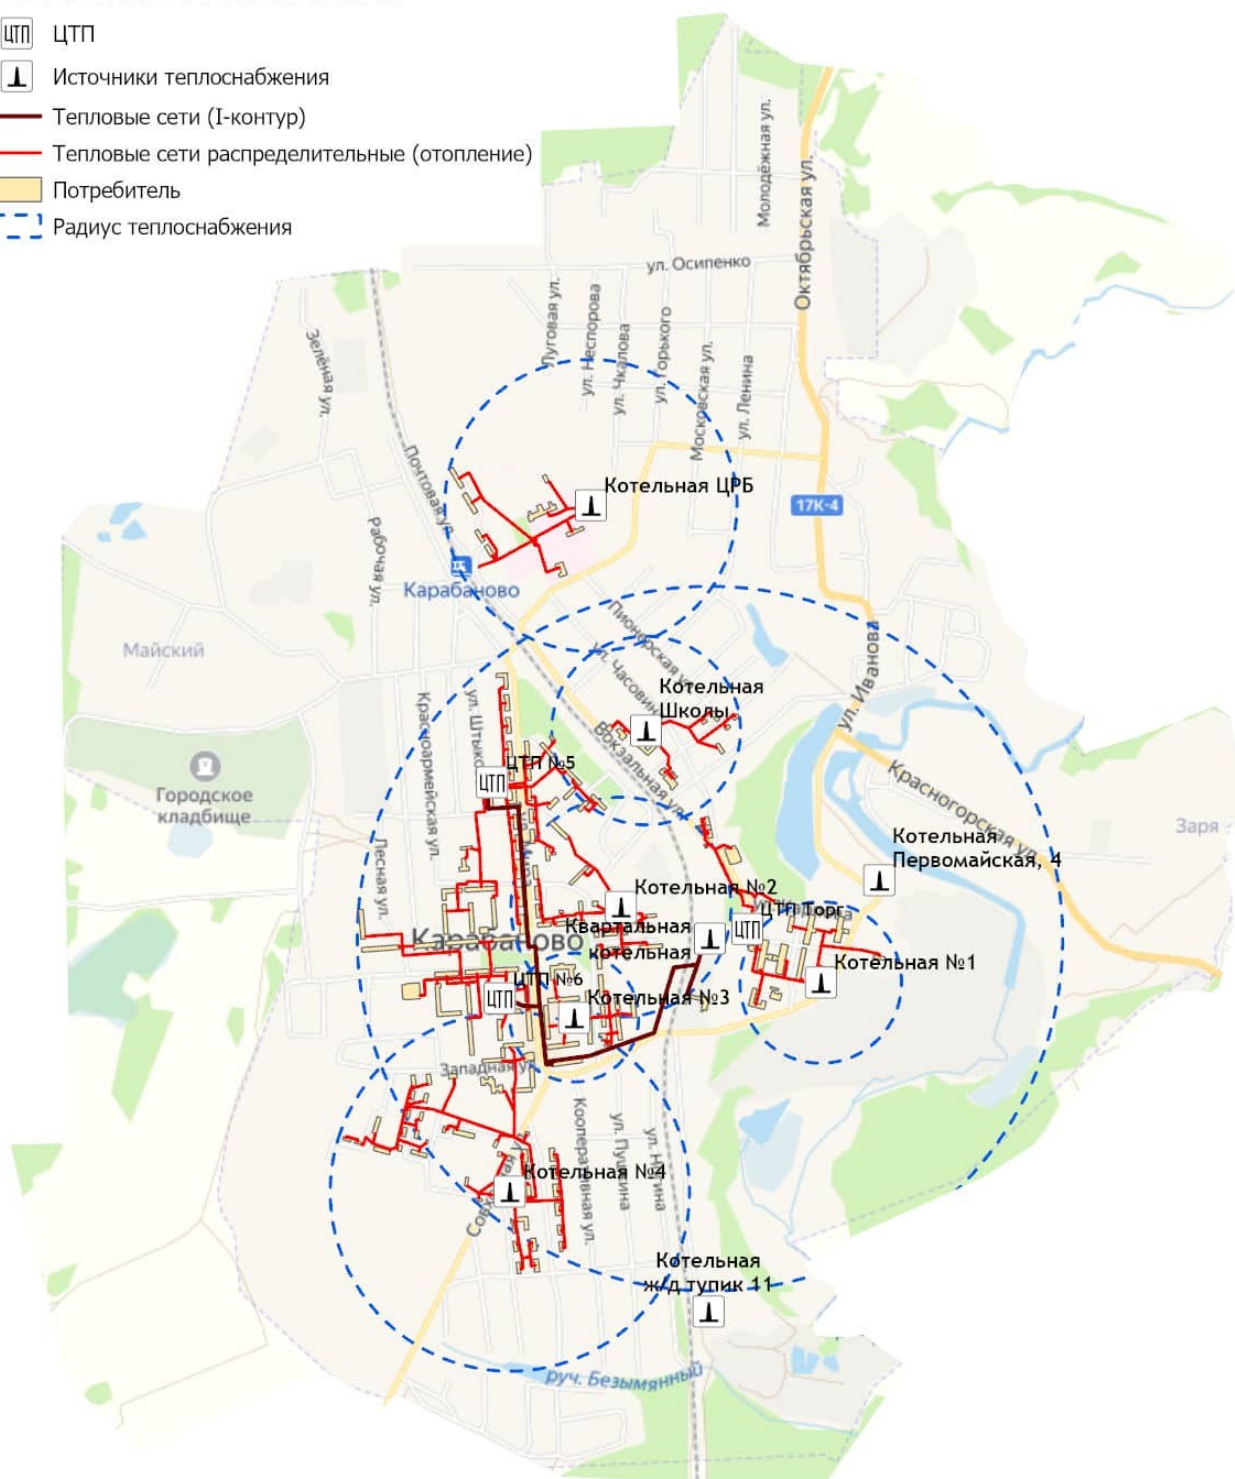 ЦТП ЦТП
Источники теплоснабжения
Тепловые сети (I-контур)
Тепловые сети распределительные (отопление)
Потребитель
Радиус теплоснабжения
Молодёжная ул.
Октябрьская ул.
ул. Осипенко
Луговая ул.
ул. Неспорова
ул. Чкалова
ул. Горького
Московская ул.
ул. Ленина
Зелёная ул.
Почтовая ул.
Рабочая ул.
Котельная ЦРБ
17К-4
Карабаново
Майский
Пионерская ул.
ул. Часовни
Котельная
Школы
ул. Иванова
Красноармейская ул.
ул. Штыко
Вокзальная ул.
ЦТП №5
ЦТП
Городское
кладбище
Красногорская ул.
Заря
Котельная
Первомайская, 4
Лесная ул.
Котельная №2
ЦТП Торг
ЦТП
Карабаново
Квартальная
котельная
Котельная №1
ЦТП №6
ЦТП
Котельная №3
Западная ул.
Кооперативная ул.
ул. Пушкина
ул. Ногина
Котельная №4
Котельная
ж/д тупик 11
руч. Безымянный